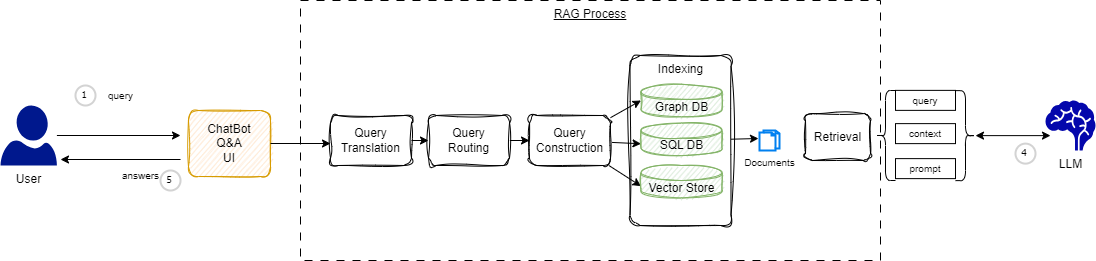 RAG Process
1
query
User
answers
5
ChatBot
Q&A
UI
Query
Translation
Query
Routing
Query
Construction
Indexing
Graph DB
SQL DB
Vector Store
Documents
Retrieval
query
context
prompt
4
LLM